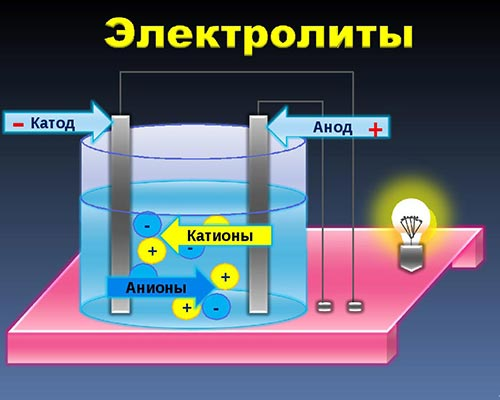 Электролиты
- Катод
Анод +
Катионы
Анионы
- + - + + -